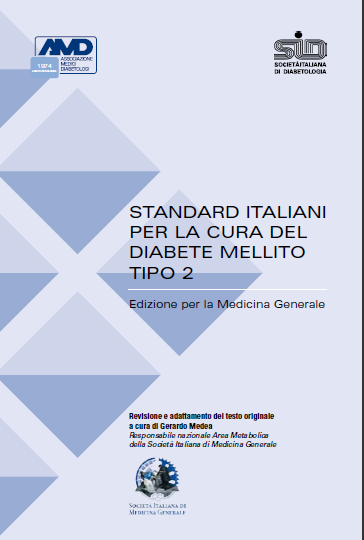 AMD
1974
ASSOCIAZIONE
MEDICI
DIABETOLOGI
SID
SOCIETÀ ITALIANA
DI DIABETOLOGIA
STANDARD ITALIANI
PER LA CURA DEL
DIABETE MELLITO
TIPO 2
Edizione per la Medicina Generale
Revisione e adattamento del testo originale
a cura di Gerardo Medea
Responsabile nazionale Area Metabolica
della Società Italiana di Medicina Generale
SOCIETÀ ITALIANA DI
MEDICINA GENERALE